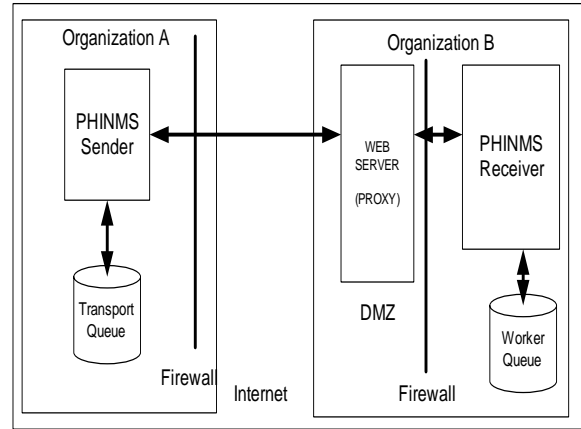 Organization A
PHINMS
Sender
Transport
Queue
Firewall
Internet
Organization B
WEB
SERVER
(PROXY)
DMZ
PHINMS
Receiver
Worker
Queue
Firewall